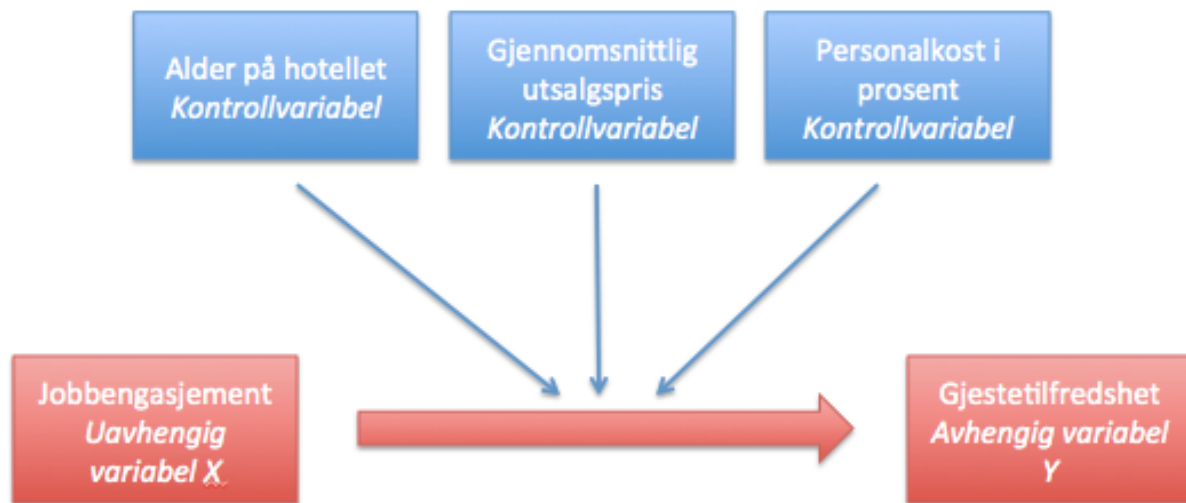 Alder på hotellet
Kontrollvariabel
Gjennomsnittlig
utsalgspris
Kontrollvariabel
Personalkost i
prosent
Kontrollvariabel
Jobbengasjement
Uavhengig
variabel X
Gjestetilfredshet
Avhengig variabel
Y